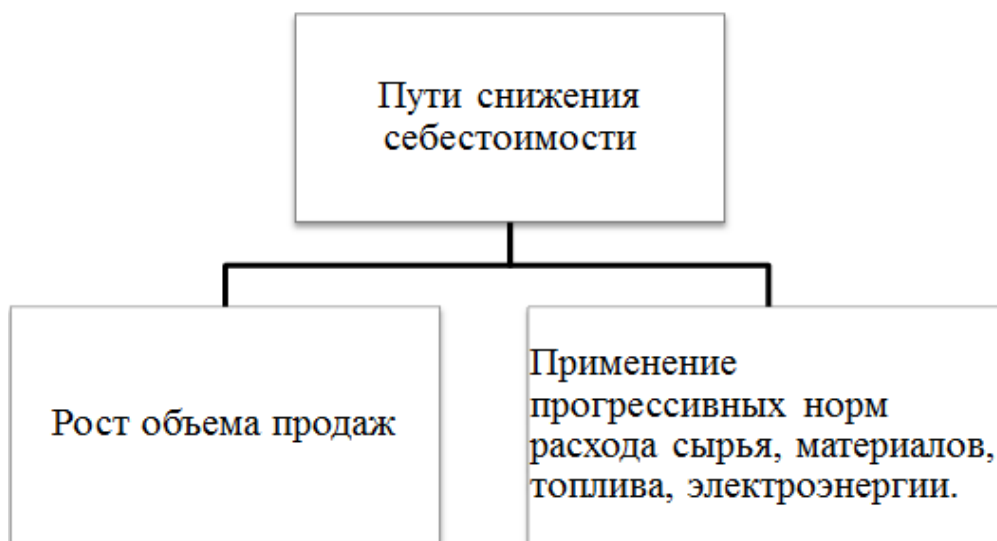 Пути снижения
себестоимости
Рост объема продаж
Применение
прогрессивных норм
расхода сырья, материалов,
топлива, электроэнергии.